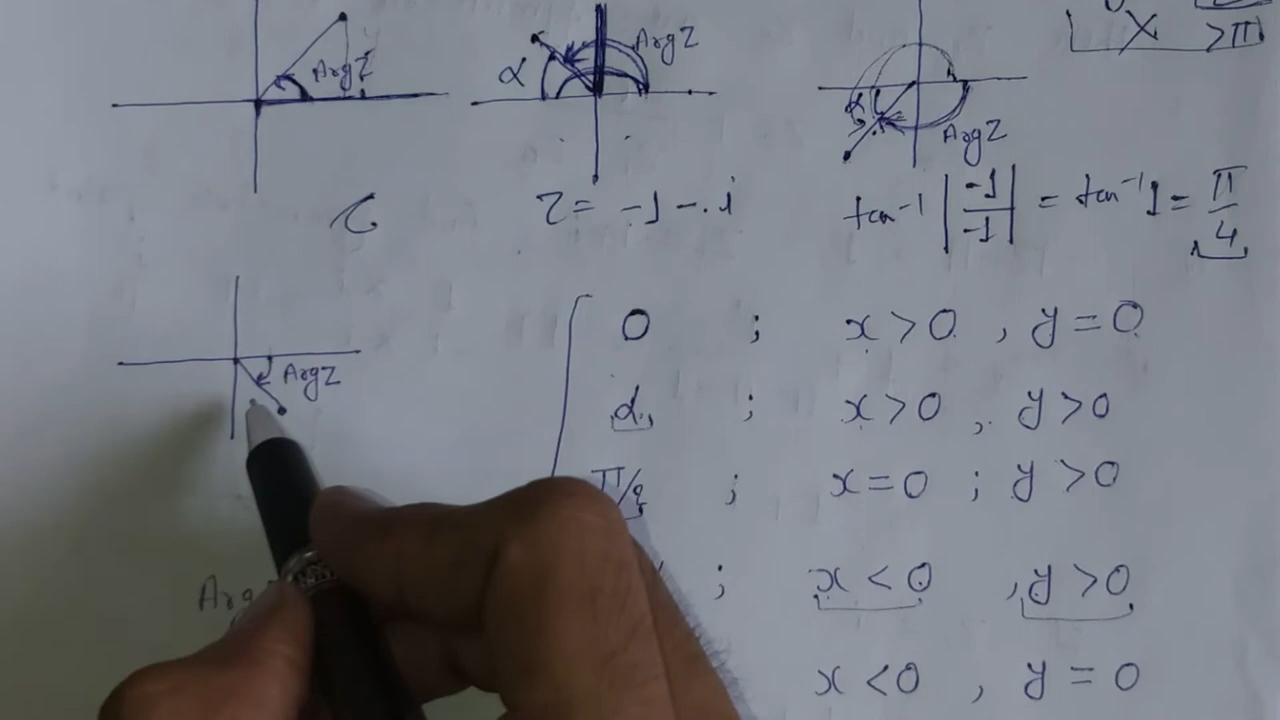 X > π
Arg Z
α Arg Z
α Arg Z
Z = -1 - i
tan⁻¹ |-1/-1| = tan⁻¹ 1 = π/4
Arg Z
0 ; x > 0 , y = 0
α ; x > 0 , y > 0
π/2 ; x = 0 ; y > 0
Arg ; x < 0 , y > 0
x < 0 , y = 0